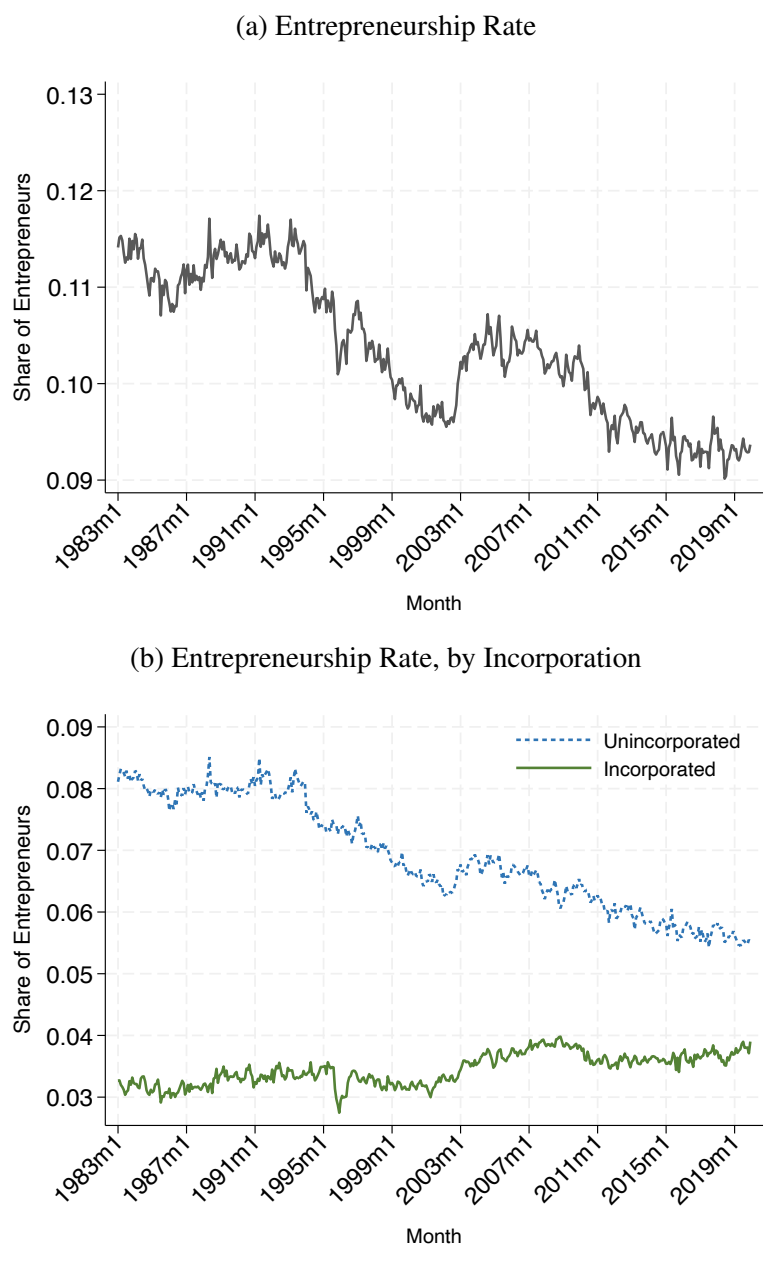 (a) Entrepreneurship Rate
0.13
0.12
0.11
0.10
0.09
Share of Entrepreneurs
1983m1
1987m1
1991m1
1995m1
1999m1
2003m1
2007m1
2011m1
2015m1
2019m1
Month
(b) Entrepreneurship Rate, by Incorporation
0.09
0.08
0.07
0.06
0.05
0.04
0.03
Share of Entrepreneurs
Unincorporated
Incorporated
1983m1
1987m1
1991m1
1995m1
1999m1
2003m1
2007m1
2011m1
2015m1
2019m1
Month